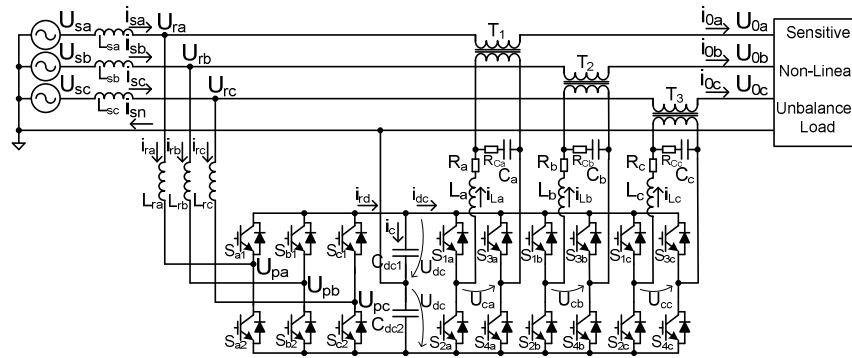 Usa
Lsa
isa
Ura
T1
i0a
U0a
Sensitive
Usb
Lsb
isb
Urb
T2
i0b
U0b
Non-Linea
Usc
Lsc
isc
Urc
T3
i0c
U0c
Unbalance
isn
Load
ira
irb
irc
Ra
RCa
Ca
Rb
RCb
Cb
Rc
RCc
Cc
Lra
Lrb
Lrc
ird
idc
La
iLa
Lb
iLb
Lc
iLc
Sa1
Sb1
Sc1
ic
Cdc1
Udc
S1a
S3a
S1b
S3b
S1c
S3c
Upa
Upb
Upc
Udc
Uca
Ucb
Ucc
Sa2
Sb2
Sc2
Cdc2
S2a
S4a
S2b
S4b
S2c
S4c